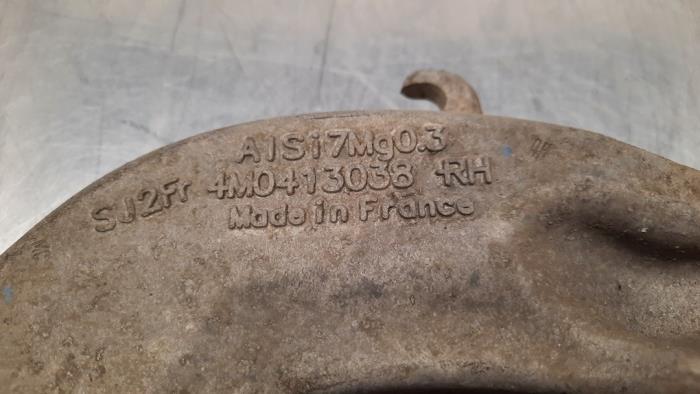 AlSi7Mg0.3
SJ2Fr 4M0413038 RH
Made in France